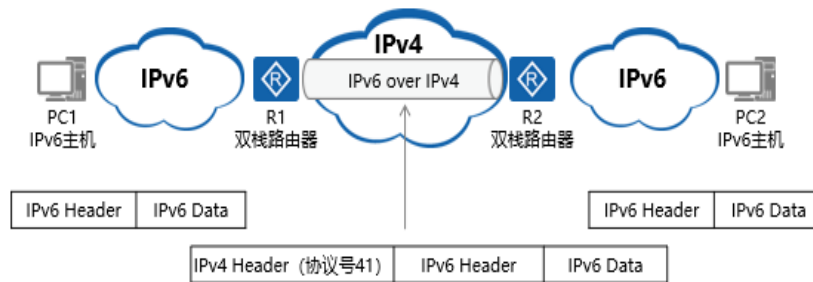 IPv4
IPv6
IPv6 over IPv4
IPv6
R
R
PC1
IPv6主机
R1
双栈路由器
R2
双栈路由器
PC2
IPv6主机
IPv6 Header
IPv6 Data
IPv6 Header
IPv6 Data
IPv4 Header（协议号41）
IPv6 Header
IPv6 Data